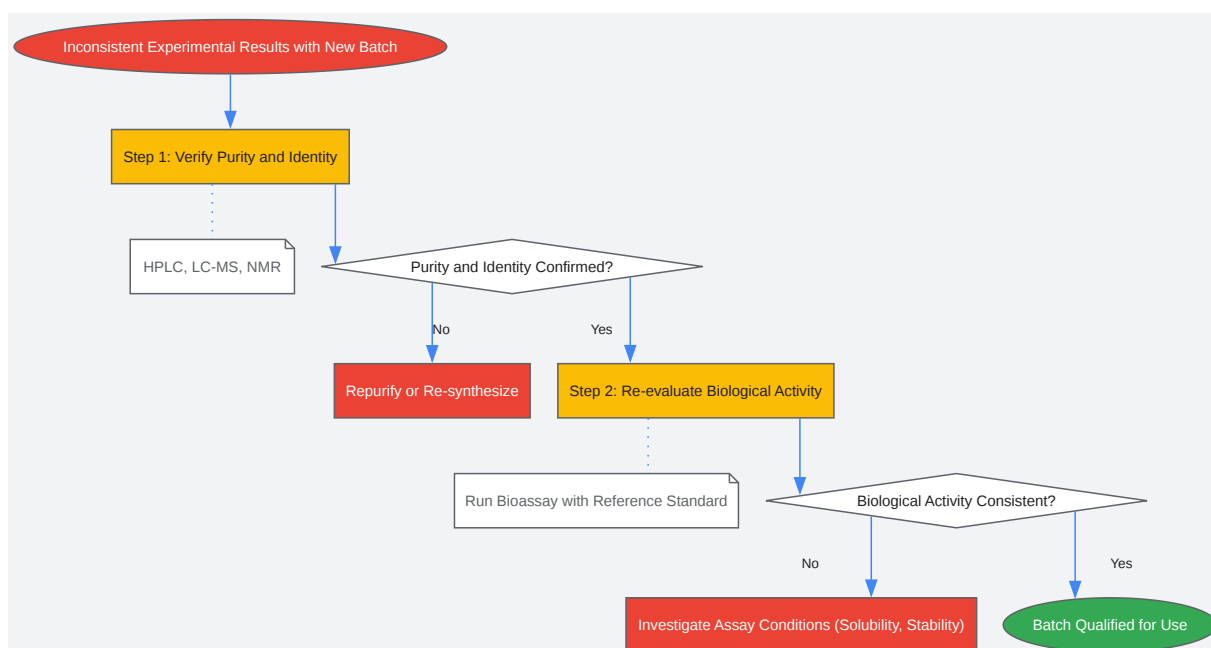 Inconsistent Experimental Results with New Batch
Step 1: Verify Purity and Identity
HPLC, LC-MS, NMR
Purity and Identity Confirmed?
No
Yes
Repurify or Re-synthesize
Step 2: Re-evaluate Biological Activity
Run Bioassay with Reference Standard
Biological Activity Consistent?
No
Yes
Investigate Assay Conditions (Solubility, Stability)
Batch Qualified for Use